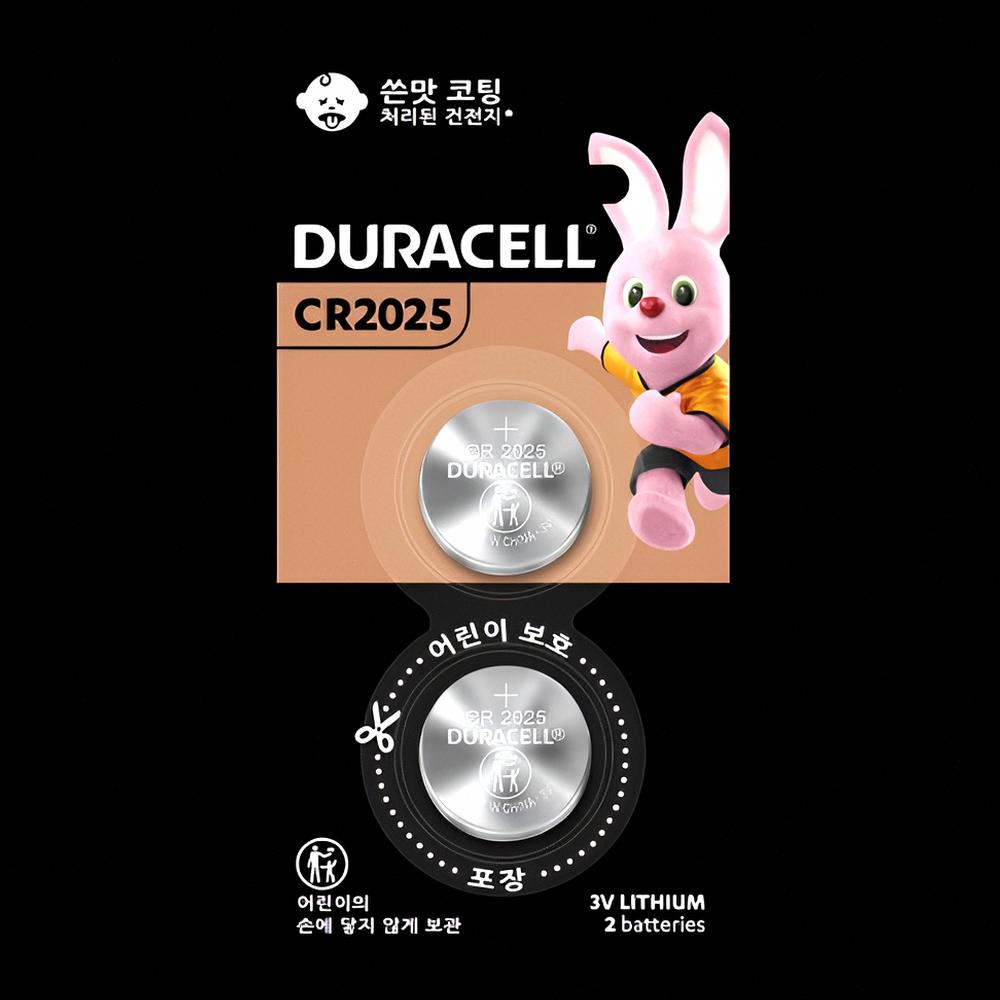 쓴맛 코팅
처리된 건전지*
DURACELL®
CR2025
+
CR 2025
DURACELL
어린이 보호
+
CR 2025
DURACELL
포장
어린이의
손에 닿지 않게 보관
3V LITHIUM
2 batteries